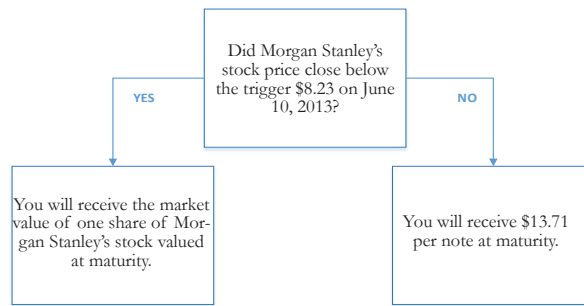 Did Morgan Stanley's
stock price close below
the trigger $8.23 on June
10, 2013?
YES
NO
You will receive the market
value of one share of Mor-
gan Stanley's stock valued
at maturity.
You will receive $13.71
per note at maturity.